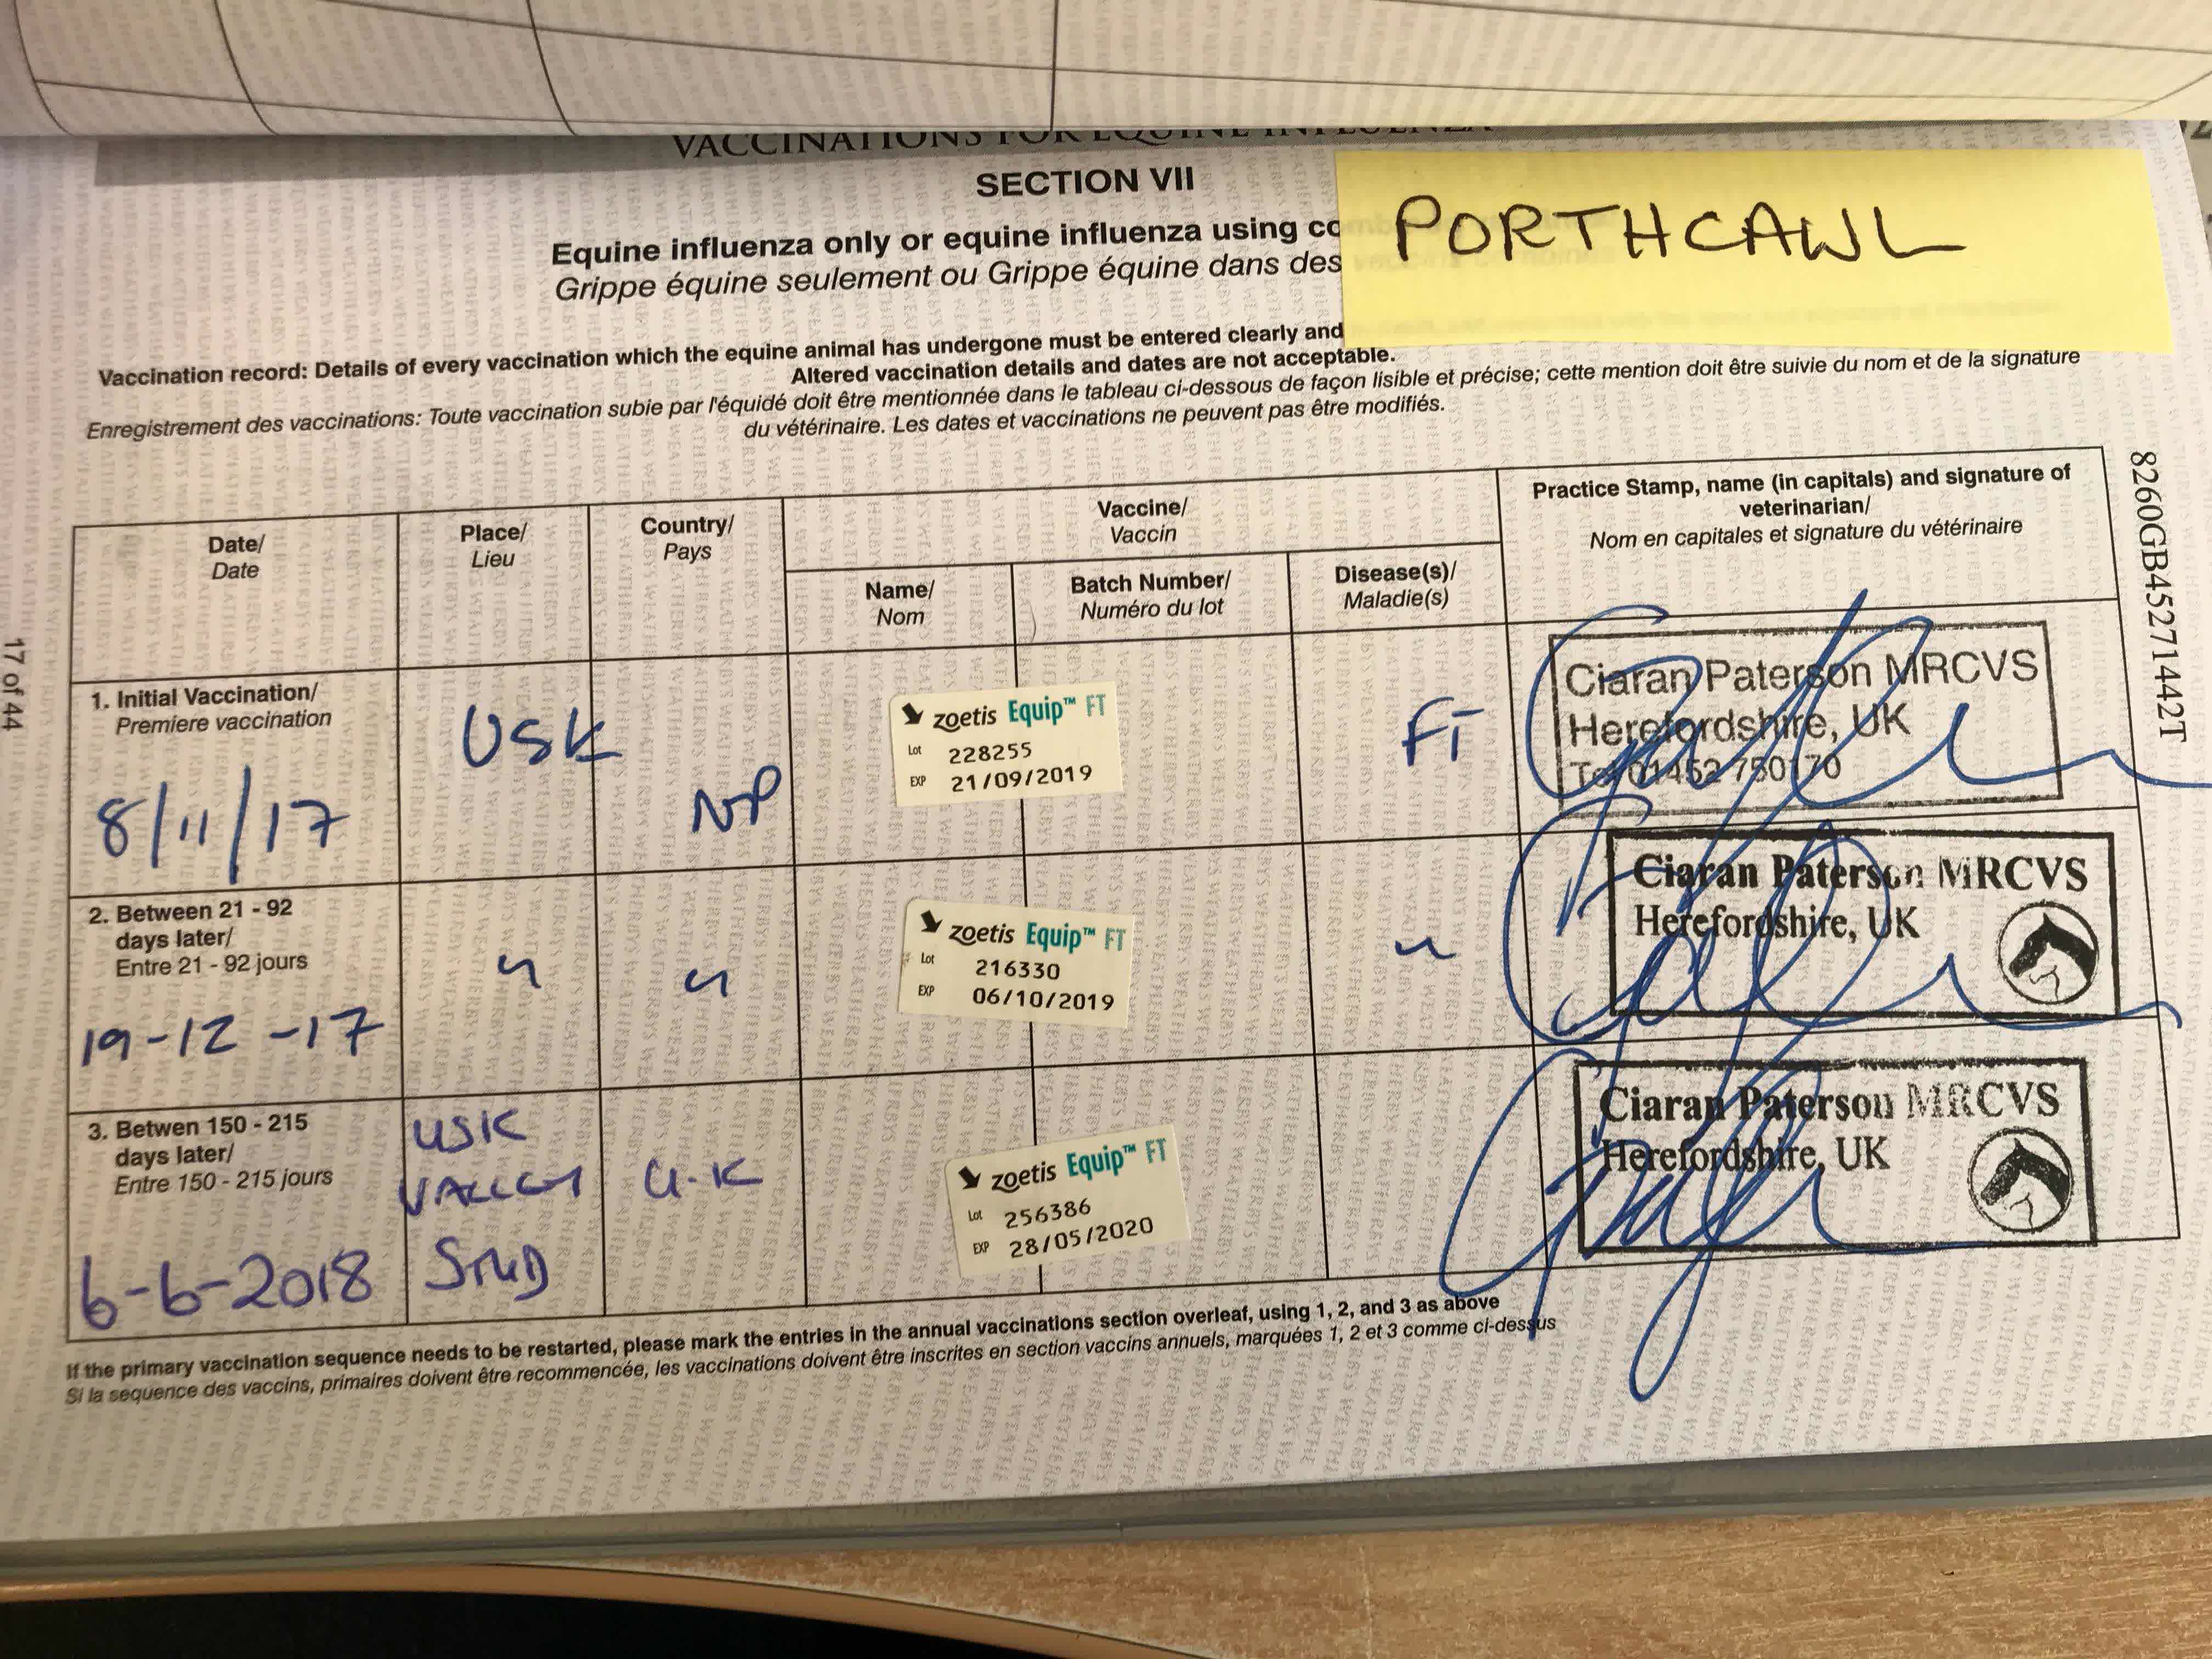 VACCINATIONS FOR EQUINE INFLUENZA
SECTION VII
PORTHCAWL
Equine influenza only or equine influenza using co
Grippe équine seulement ou Grippe équine dans des
Vaccination record: Details of every vaccination which the equine animal has undergone must be entered clearly and
Altered vaccination details and dates are not acceptable.
Enregistrement des vaccinations: Toute vaccination subie par l'équidé doit être mentionnée dans le tableau ci-dessous de façon lisible et précise; cette mention doit être suivie du nom et de la signature
du vétérinaire. Les dates et vaccinations ne peuvent pas être modifiés.
8260GB45271442T
17 of 44
Date/
Date
Place/
Lieu
Country/
Pays
Vaccine/
Vaccin
Name/
Nom
Batch Number/
Numéro du lot
Disease(s)/
Maladie(s)
Practice Stamp, name (in capitals) and signature of
veterinarian/
Nom en capitales et signature du vétérinaire
1. Initial Vaccination/
Premiere vaccination
8/11/17
USK
NP
zoetis Equip™ FT
Lot 228255
EXP 21/09/2019
FT
Ciaran Paterson MRCVS
Herefordshire, UK
Tel 01452 750170
2. Between 21 - 92
days later/
Entre 21 - 92 jours
19-12-17
zoetis Equip™ FT
Lot 216330
EXP 06/10/2019
Ciaran Paterson MRCVS
Herefordshire, UK
3. Betwen 150 - 215
days later/
Entre 150 - 215 jours
6-6-2018
USK
VALLEY
STUD
U.K
zoetis Equip™ FT
Lot 256386
EXP 28/05/2020
Ciaran Paterson MRCVS
Herefordshire, UK
If the primary vaccination sequence needs to be restarted, please mark the entries in the annual vaccinations section overleaf, using 1, 2, and 3 as above
Si la sequence des vaccins, primaires doivent être recommencée, les vaccinations doivent être inscrites en section vaccins annuels, marquées 1, 2 et 3 comme ci-dessus